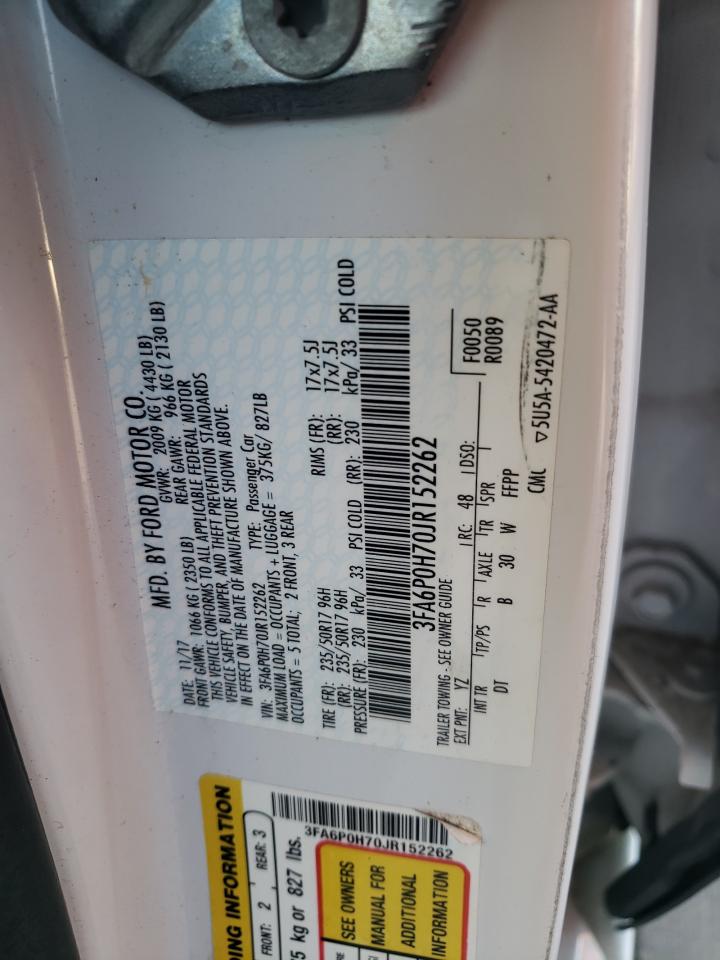 MFD. BY FORD MOTOR CO.
DATE: 11/17 GVWR: 2009 KG ( 4430 LB)
FRONT GAWR: 1066 KG ( 2350 LB) REAR GAWR: 966 KG ( 2130 LB)
THIS VEHICLE CONFORMS TO ALL APPLICABLE FEDERAL MOTOR
VEHICLE SAFETY, BUMPER, AND THEFT PREVENTION STANDARDS
IN EFFECT ON THE DATE OF MANUFACTURE SHOWN ABOVE.
VIN: 3FA6P0H70JR152262 TYPE: Passenger Car
MAXIMUM LOAD = OCCUPANTS + LUGGAGE = 375KG/ 827LB
OCCUPANTS = 5 TOTAL; 2 FRONT, 3 REAR
TIRE (FR): 235/50R17 96H RIMS (FR): 17x7.5J
(RR): 235/50R17 96H (RR): 17x7.5J
PRESSURE (FR): 230 kPa/ 33 PSI COLD (RR): 230 kPa/ 33 PSI COLD
3FA6P0H70JR152262
TRAILER TOWING - SEE OWNER GUIDE F0050
R0089
EXT PNT: YZ RC: 48 DSO:
INT TR TP/PS R AXLE TR SPR
DT B 30 W FFPP
CML ▽5U5A-5420472-AA
DING INFORMATION
FRONT: 2 REAR: 3
3FA6P0H70JR152262
5 kg or 827 lbs.
SEE OWNERS
MANUAL FOR
ADDITIONAL
INFORMATION